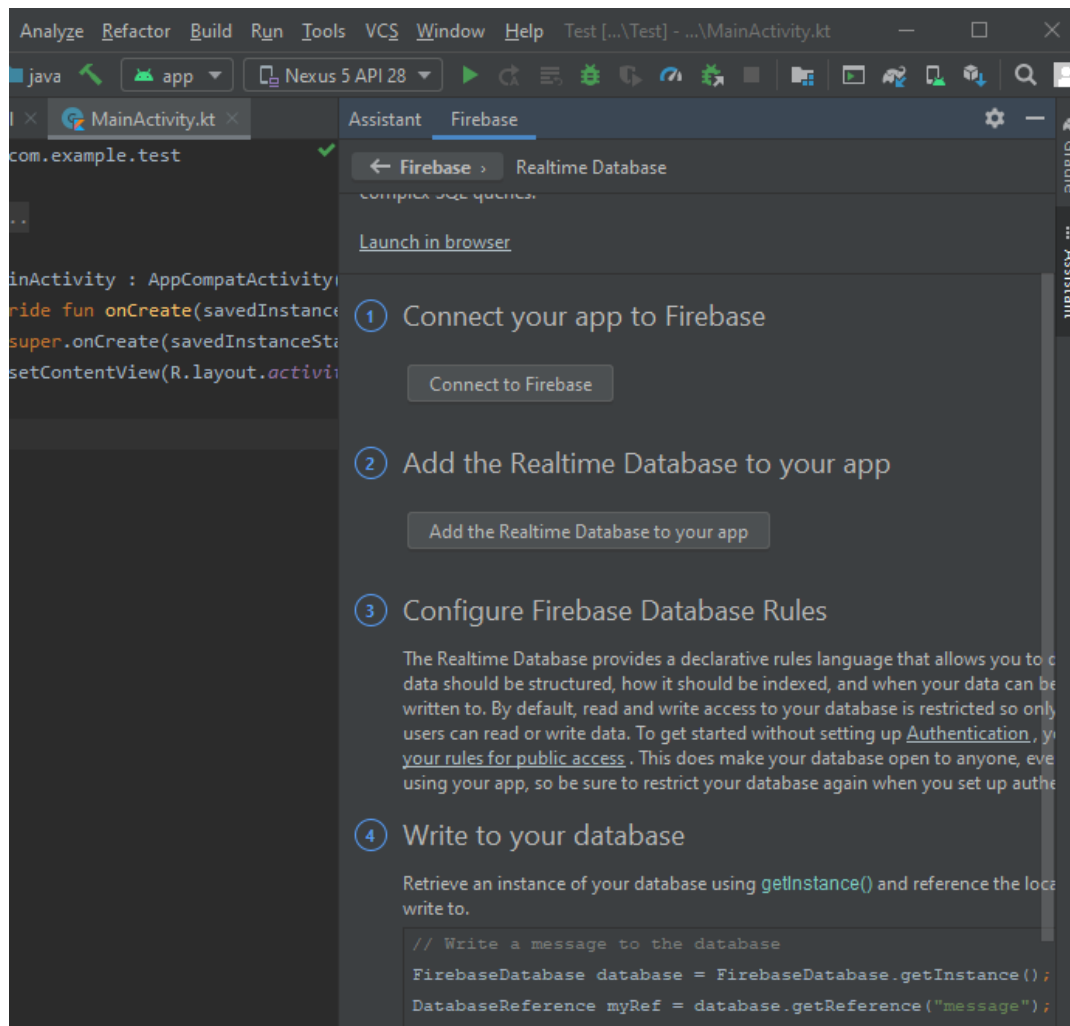 Analyze Refactor Build Run Tools VCS Window Help Test [...\Test] - ...\MainActivity.kt
java app Nexus 5 API 28
MainActivity.kt
Assistant Firebase
com.example.test
← Firebase › Realtime Database
complex SQL queries.
..
Launch in browser
inActivity : AppCompatActivity(
ride fun onCreate(savedInstance
super.onCreate(savedInstanceSta
setContentView(R.layout.activit
1 Connect your app to Firebase
Connect to Firebase
2 Add the Realtime Database to your app
Add the Realtime Database to your app
3 Configure Firebase Database Rules
The Realtime Database provides a declarative rules language that allows you to d
data should be structured, how it should be indexed, and when your data can be
written to. By default, read and write access to your database is restricted so only
users can read or write data. To get started without setting up Authentication , y
your rules for public access . This does make your database open to anyone, eve
using your app, so be sure to restrict your database again when you set up authe
4 Write to your database
Retrieve an instance of your database using getInstance() and reference the loca
write to.
// Write a message to the database
FirebaseDatabase database = FirebaseDatabase.getInstance();
DatabaseReference myRef = database.getReference("message");
Gradle
Assistant